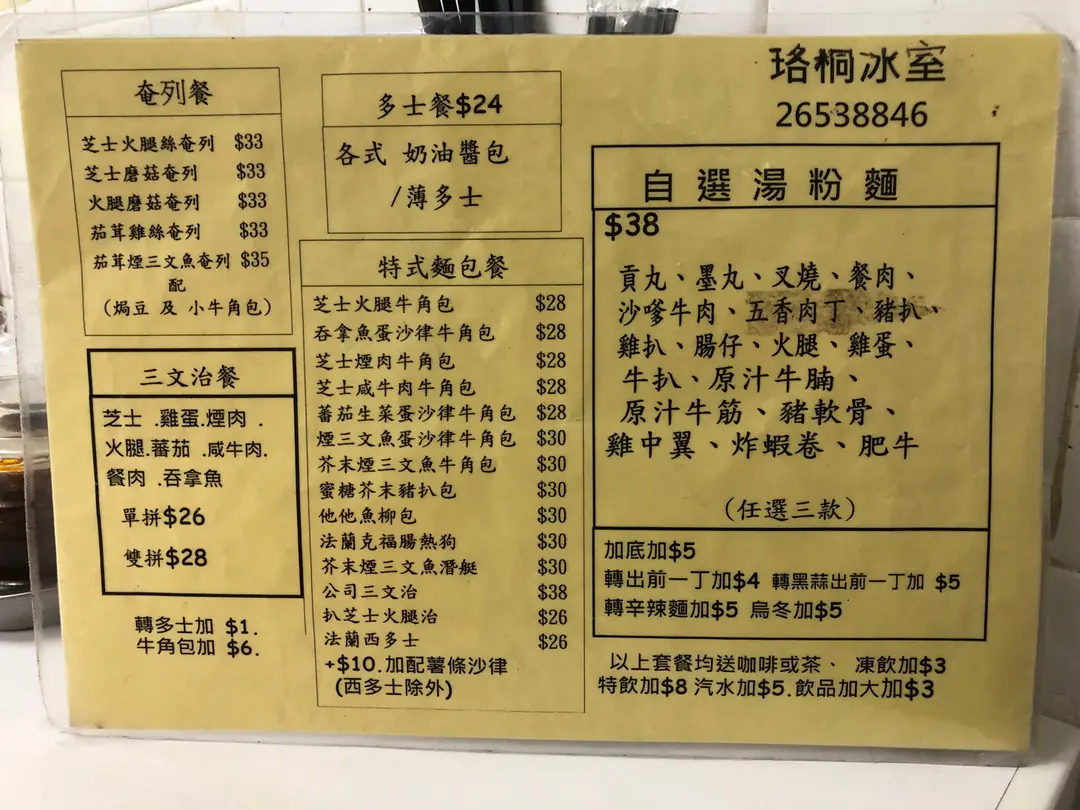 奄列餐
芝士火腿絲奄列 $33
芝士磨菇奄列 $33
火腿磨菇奄列 $33
茄茸雞絲奄列 $33
茄茸煙三文魚奄列 $35
配
(焗豆 及 小牛角包)
三文治餐
芝士 .雞蛋.煙肉 .
火腿.蕃茄 .咸牛肉.
餐肉 .吞拿魚
單拼$26
雙拼$28
轉多士加 $1.
牛角包加 $6.
多士餐$24
各式 奶油醬包
/薄多士
特式麵包餐
芝士火腿牛角包 $28
吞拿魚蛋沙律牛角包 $28
芝士煙肉牛角包 $28
芝士咸牛肉牛角包 $28
蕃茄生菜蛋沙律牛角包 $28
煙三文魚蛋沙律牛角包 $30
芥末煙三文魚牛角包 $30
蜜糖芥末豬扒包 $30
他他魚柳包 $30
法蘭克福腸熱狗 $30
芥末煙三文魚潛艇 $30
公司三文治 $38
扒芝士火腿治 $26
法蘭西多士 $26
+$10.加配薯條沙律
(西多士除外)
珞桐冰室
26538846
自選湯粉麵
$38
貢丸、墨丸、叉燒、餐肉、
沙嗲牛肉、五香肉丁、豬扒、
雞扒、腸仔、火腿、雞蛋、
牛扒、原汁牛腩、
原汁牛筋、豬軟骨、
雞中翼、炸蝦卷、肥牛
(任選三款)
加底加$5
轉出前一丁加$4 轉黑蒜出前一丁加 $5
轉辛辣麵加$5 烏冬加$5
以上套餐均送咖啡或茶、 凍飲加$3
特飲加$8 汽水加$5.飲品加大加$3